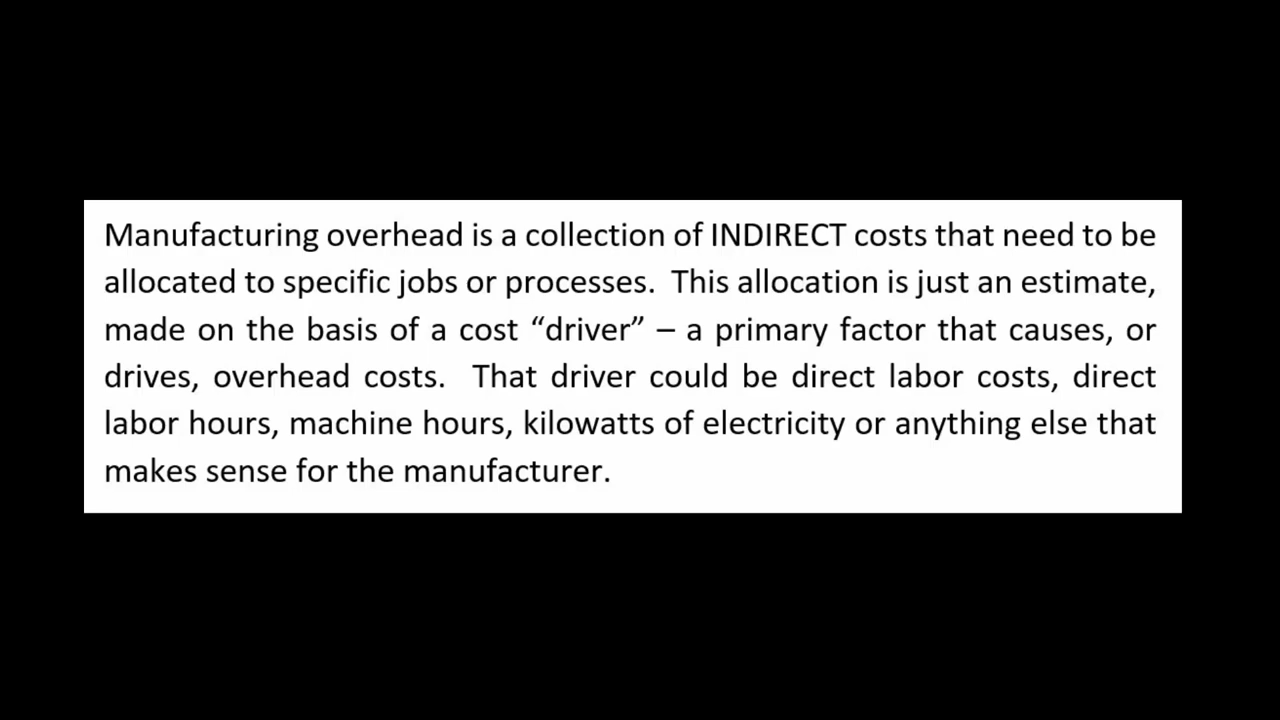 Manufacturing overhead is a collection of INDIRECT costs that need to be
allocated to specific jobs or processes.  This allocation is just an estimate,
made on the basis of a cost “driver” – a primary factor that causes, or
drives, overhead costs.  That driver could be direct labor costs, direct
labor hours, machine hours, kilowatts of electricity or anything else that
makes sense for the manufacturer.